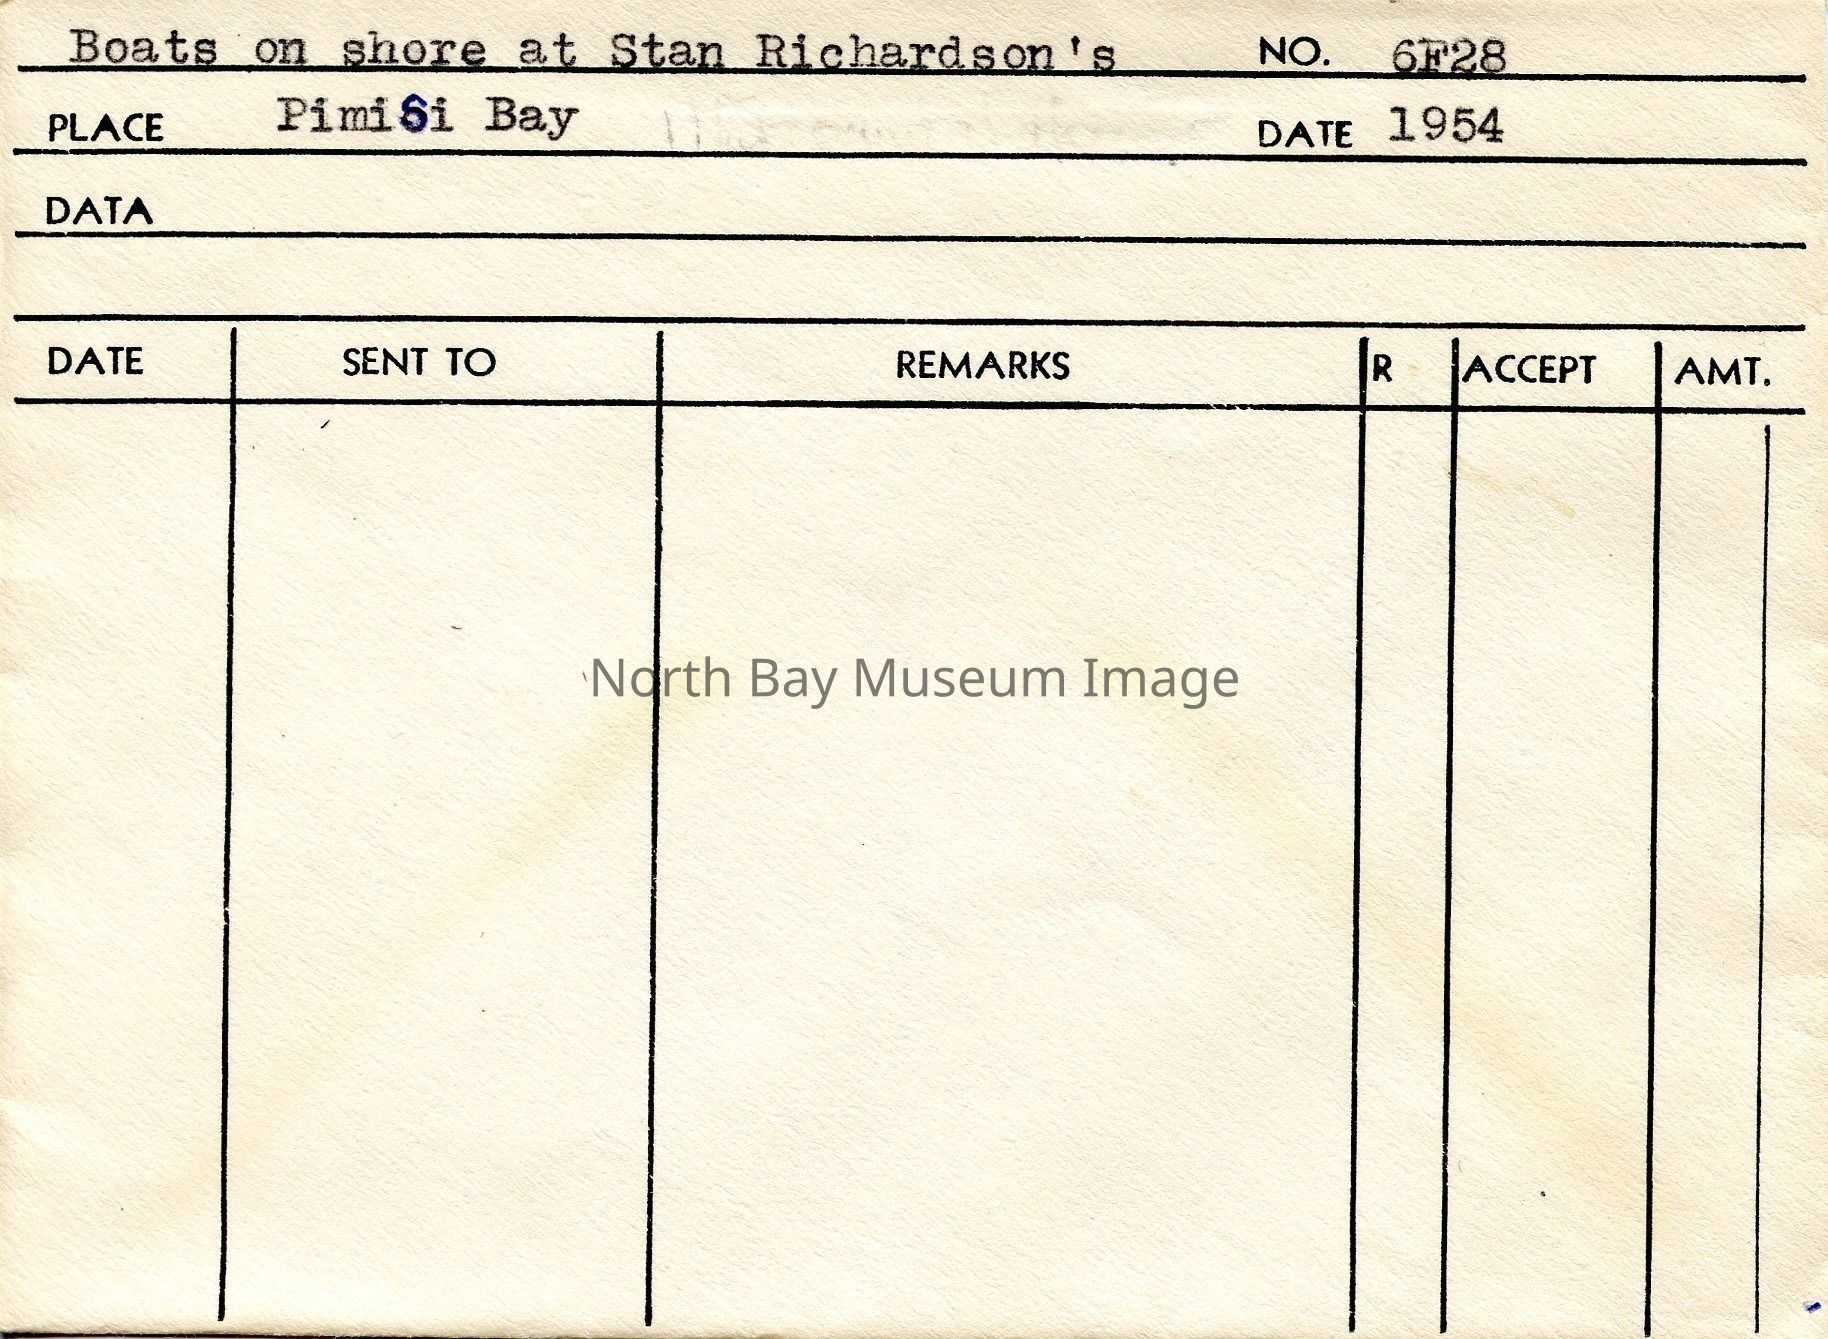 Boats on shore at Stan Richardson's NO. 6F28
PLACE Pimisi Bay DATE 1954
DATA
DATE SENT TO REMARKS R ACCEPT AMT.
North Bay Museum Image